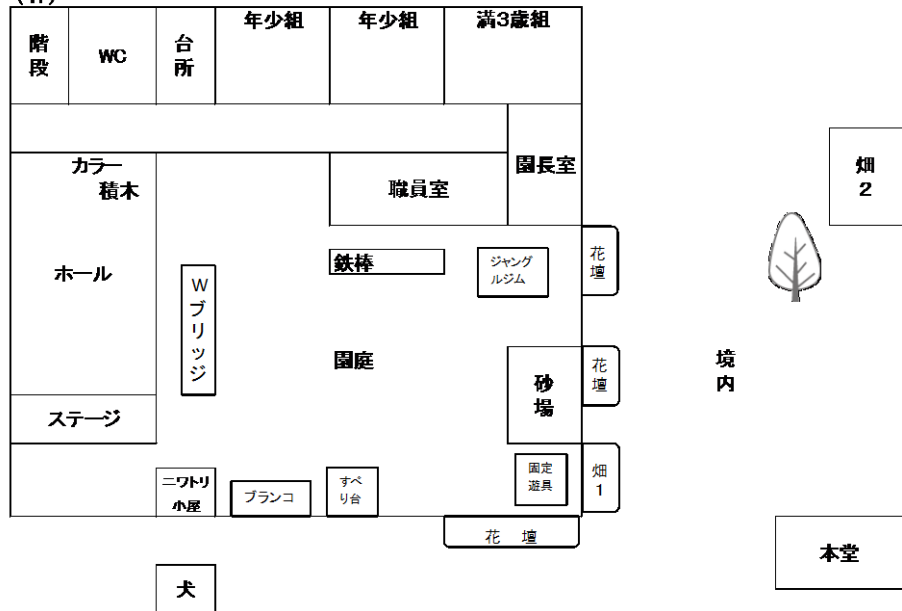 (1F)
年少組
年少組
満3歳組
階段
WC
台所
カラー
積木
職員室
園長室
畑
2
鉄棒
ジャング
ルジム
花壇
ホール
Wブリッジ
園庭
砂場
花壇
境内
ステージ
ニワトリ
小屋
ブランコ
すべ
り台
固定
遊具
畑
1
花壇
本堂
犬